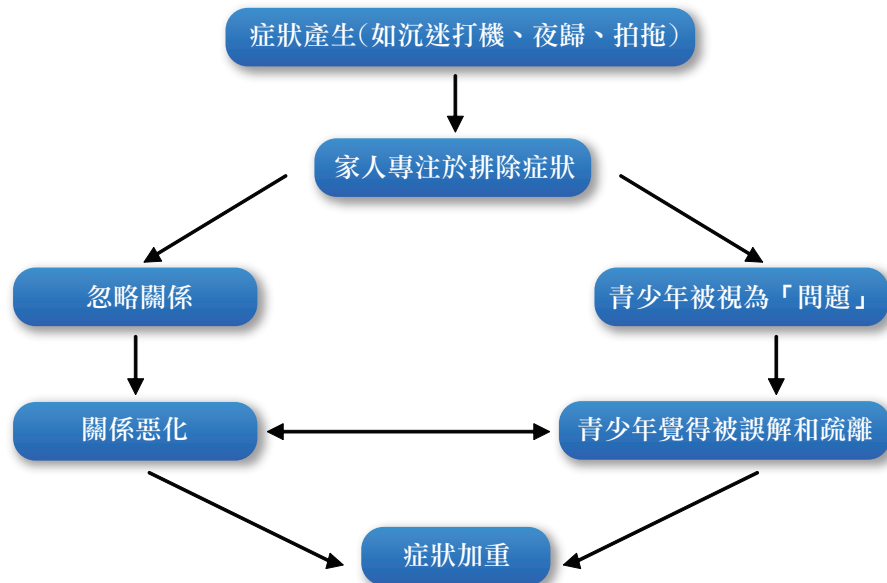 症狀產生（如沉迷打機、夜歸、拍拖）
家人專注於排除症狀
忽略關係
青少年被視為「問題」
關係惡化
青少年覺得被誤解和疏離
症狀加重